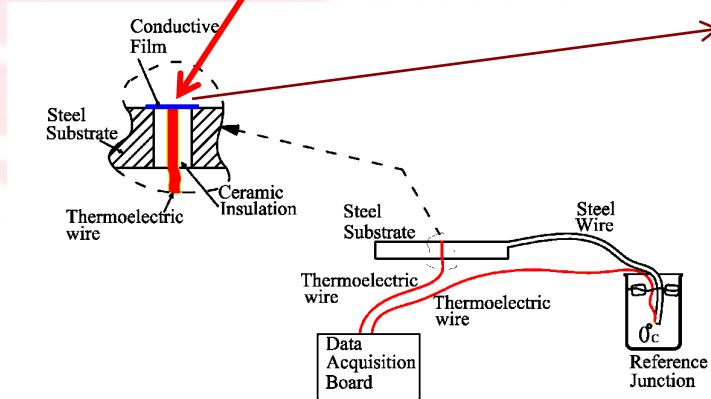 Conductive
Film
Steel
Substrate
Thermoelectric
wire
Ceramic
Insulation
Steel
Substrate
Steel
Wire
Thermoelectric
wire
Thermoelectric
wire
Data
Acquisition
Board
0°C
Reference
Junction